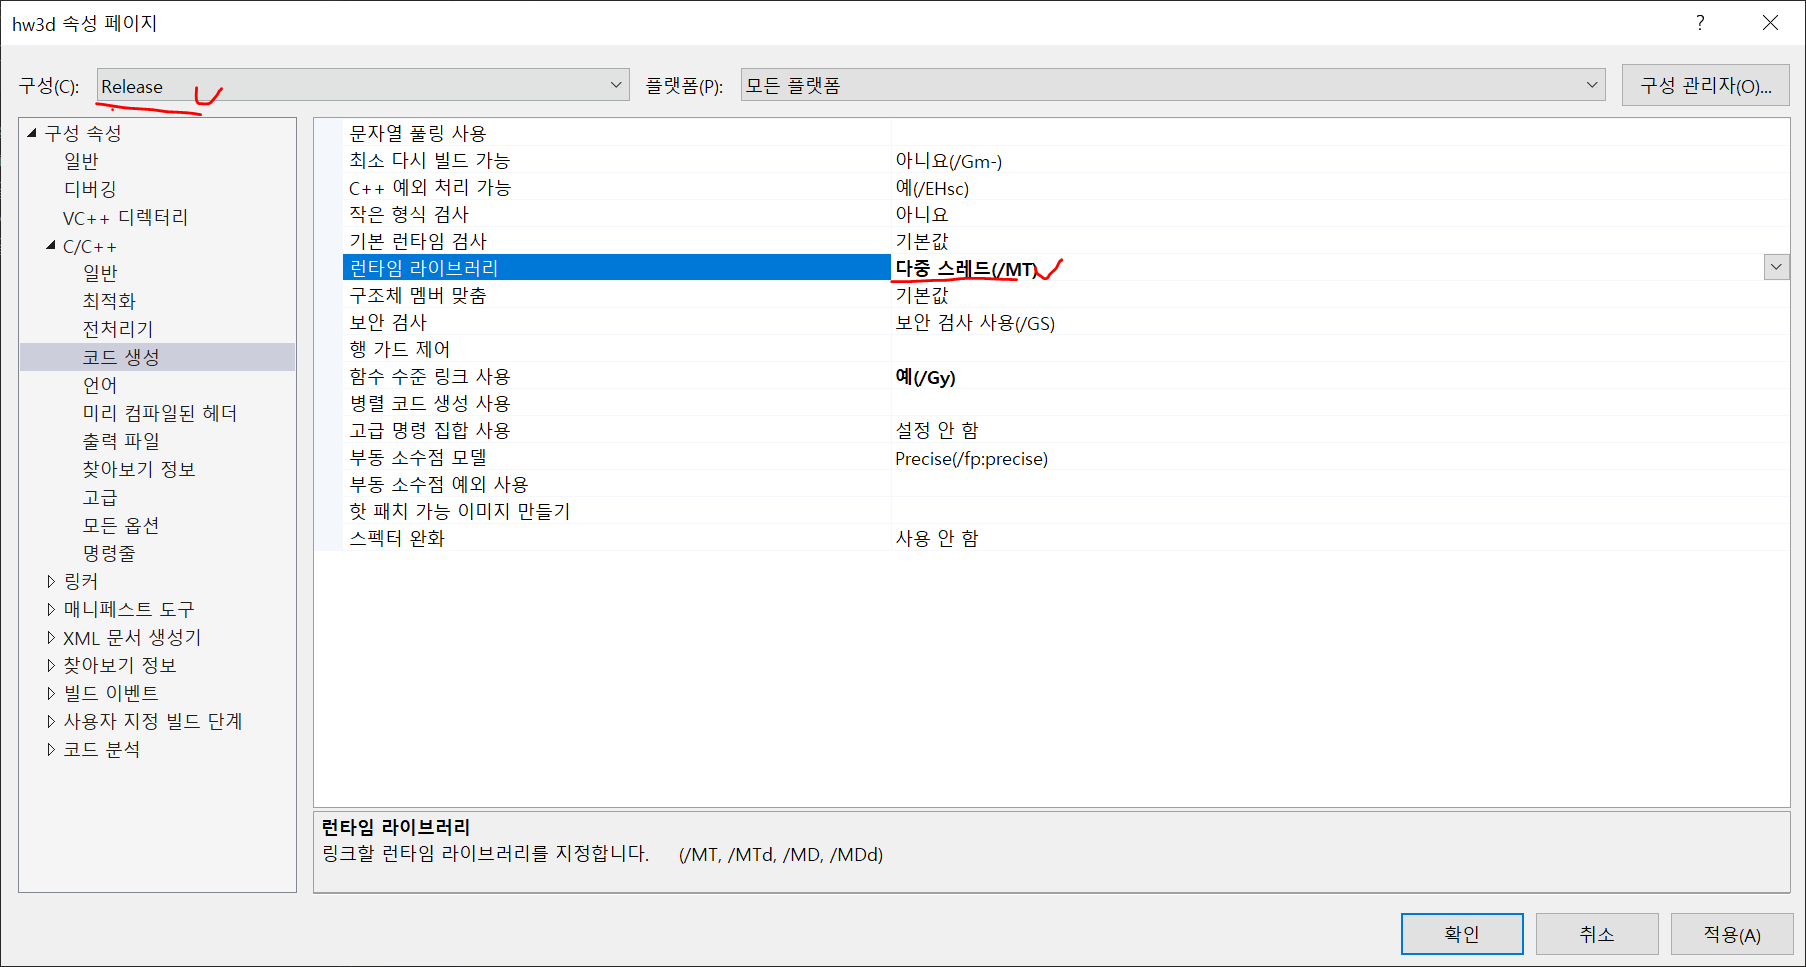 hw3d 속성 페이지
?
구성(C): Release 플랫폼(P): 모든 플랫폼 구성 관리자(O)...
구성 속성
일반
디버깅
VC++ 디렉터리
C/C++
일반
최적화
전처리기
코드 생성
언어
미리 컴파일된 헤더
출력 파일
찾아보기 정보
고급
모든 옵션
명령줄
링커
매니페스트 도구
XML 문서 생성기
찾아보기 정보
빌드 이벤트
사용자 지정 빌드 단계
코드 분석
문자열 풀링 사용
최소 다시 빌드 가능 아니요(/Gm-)
C++ 예외 처리 가능 예(/EHsc)
작은 형식 검사 아니요
기본 런타임 검사 기본값
런타임 라이브러리 다중 스레드(/MT)
구조체 멤버 맞춤 기본값
보안 검사 보안 검사 사용(/GS)
행 가드 제어
함수 수준 링크 사용 예(/Gy)
병렬 코드 생성 사용
고급 명령 집합 사용 설정 안 함
부동 소수점 모델 Precise(/fp:precise)
부동 소수점 예외 사용
핫 패치 가능 이미지 만들기
스펙터 완화 사용 안 함
런타임 라이브러리
링크할 런타임 라이브러리를 지정합니다. (/MT, /MTd, /MD, /MDd)
확인 취소 적용(A)